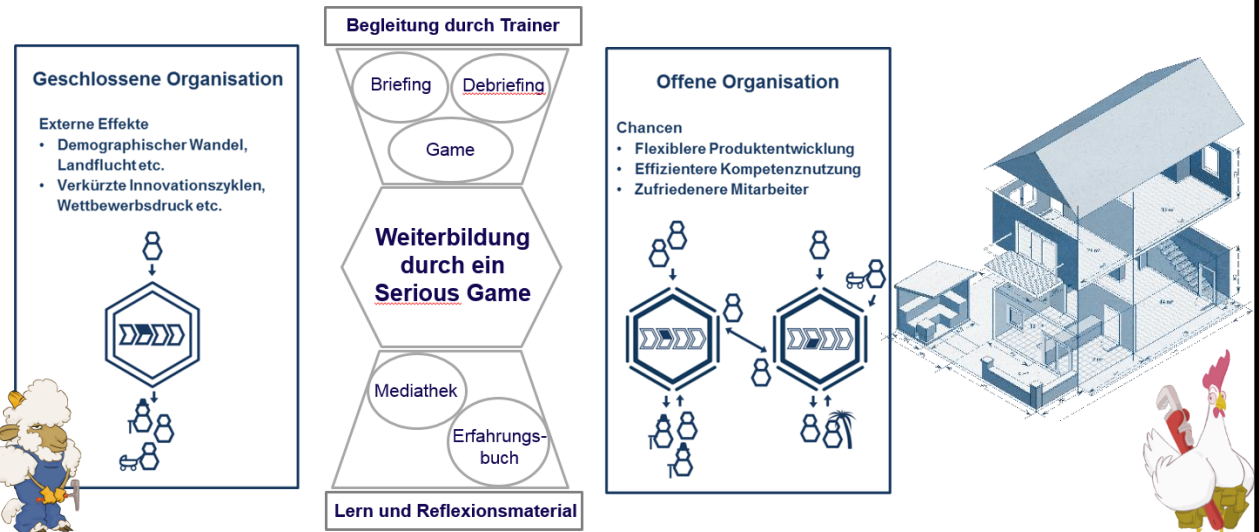 Geschlossene Organisation
Externe Effekte
• Demographischer Wandel,
Landflucht etc.
• Verkürzte Innovationszyklen,
Wettbewerbsdruck etc.
Begleitung durch Trainer
Briefing
Debriefing
Game
Weiterbildung
durch ein
Serious Game
Mediathek
Erfahrungs-
buch
Lern und Reflexionsmaterial
Offene Organisation
Chancen
• Flexiblere Produktentwicklung
• Effizientere Kompetenznutzung
• Zufriedenere Mitarbeiter